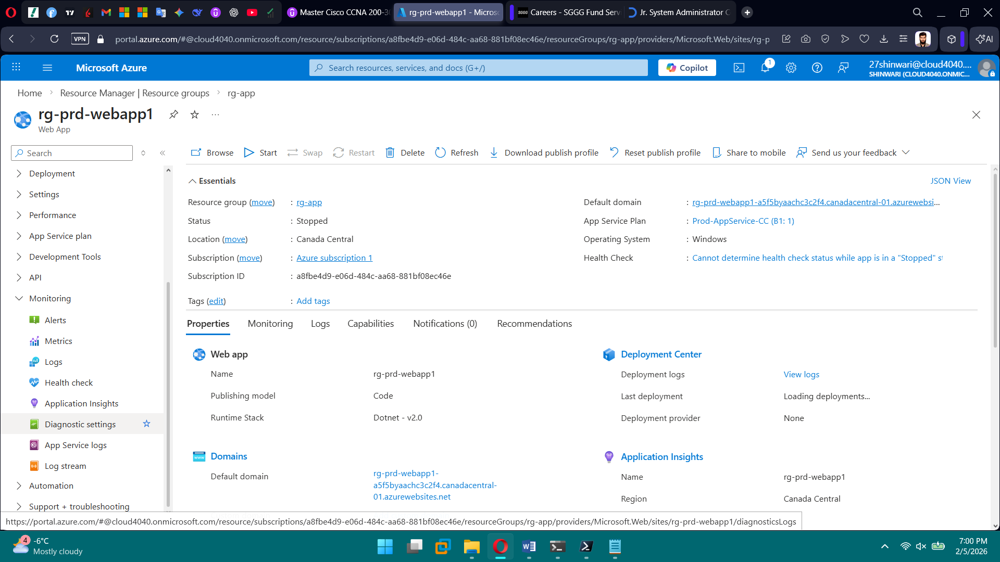 Master Cisco CCNA 200-30
rg-prd-webapp1 - Micros
SGGG
Careers - SGGG Fund Serv
Jr. System Administrator C
VPN
portal.azure.com/#@cloud4040.onmicrosoft.com/resource/subscriptions/a8fbe4d9-e06d-484c-aa68-881bf08ec46e/resourceGroups/rg-app/providers/Microsoft.Web/sites/rg-p
AI
Microsoft Azure
Search resources, services, and docs (G+/)
Copilot
1
27shinwari@cloud4040....
SHINWARI (CLOUD4040.ONMIC...
Home
Resource Manager | Resource groups
rg-app
rg-prd-webapp1
...
Web App
Search
Browse
Start
Swap
Restart
Delete
Refresh
Download publish profile
Reset publish profile
Share to mobile
Send us your feedback
Deployment
Settings
Performance
App Service plan
Development Tools
API
Monitoring
Alerts
Metrics
Logs
Health check
Application Insights
Diagnostic settings
App Service logs
Log stream
Automation
Support + troubleshooting
Essentials
JSON View
Resource group (move) : rg-app
Status : Stopped
Location (move) : Canada Central
Subscription (move) : Azure subscription 1
Subscription ID : a8fbe4d9-e06d-484c-aa68-881bf08ec46e
Tags (edit) : Add tags
Default domain : rg-prd-webapp1-a5f5byaachc3c2f4.canadacentral-01.azurewebsi...
App Service Plan : Prod-AppService-CC (B1: 1)
Operating System : Windows
Health Check : Cannot determine health check status while app is in a "Stopped" st
Properties
Monitoring
Logs
Capabilities
Notifications (0)
Recommendations
Web app
Name rg-prd-webapp1
Publishing model Code
Runtime Stack Dotnet - v2.0
Domains
Default domain rg-prd-webapp1-
a5f5byaachc3c2f4.canadacentral-
01.azurewebsites.net
Deployment Center
Deployment logs View logs
Last deployment Loading deployments...
Deployment provider None
Application Insights
Name rg-prd-webapp1
Region Canada Central
https://portal.azure.com/#@cloud4040.onmicrosoft.com/resource/subscriptions/a8fbe4d9-e06d-484c-aa68-881bf08ec46e/resourceGroups/rg-app/providers/Microsoft.Web/sites/rg-prd-webapp1/diagnosticsLogs
4
-6°C
Mostly cloudy
7:00 PM
2/5/2026